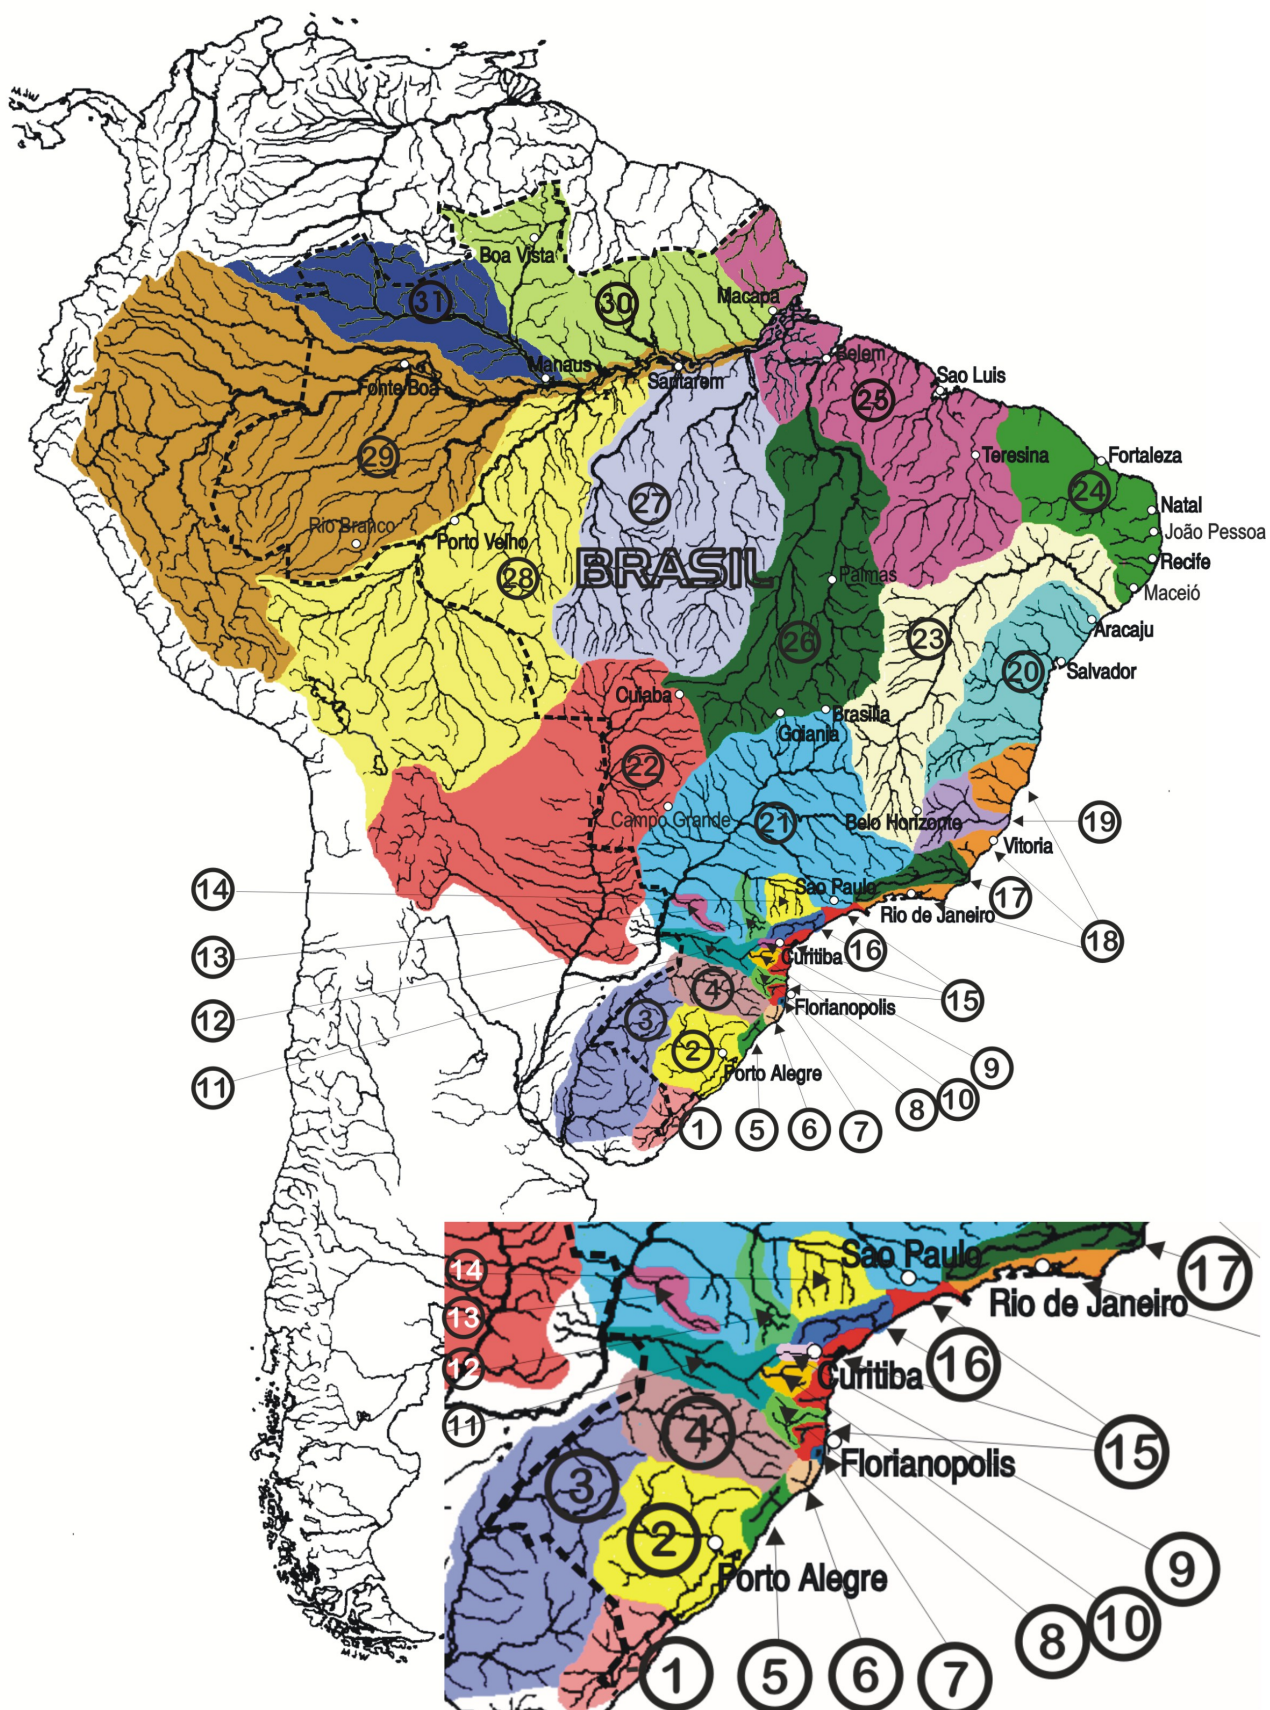 MJW
Boa Vista
31
30
Macapa
Manaus
Fonte Boa
Santarem
Belem
Sao Luis
25
29
27
Teresina
Fortaleza
24
Natal
João Pessoa
Recife
Maceió
Rio Branco
Porto Velho
28
BRASIL
Palmas
26
23
Aracaju
20
Salvador
Cuiaba
Brasilia
Goiania
22
Campo Grande
21
Belo Horizonte
19
Vitoria
14
Sao Paulo
17
Rio de Janeiro
13
16
18
Curitiba
12
4
15
Florianopolis
3
2
11
Porto Alegre
9
8
10
1
5
6
7
14
Sao Paulo
17
Rio de Janeiro
13
12
16
Curitiba
11
4
15
Florianopolis
3
2
9
Porto Alegre
10
8
1
5
6
7
MJW